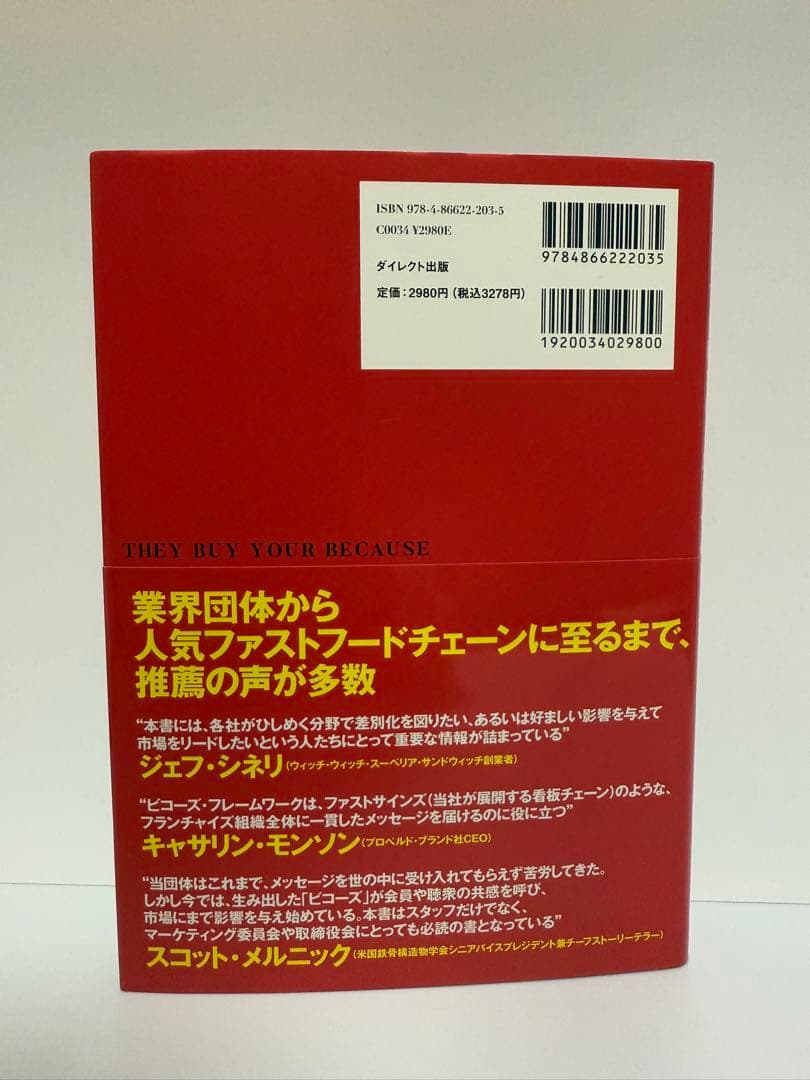 ISBN 978-4-86622-203-5
C0034 ¥2980E
ダイレクト出版
定価：2980円（税込3278円）
9784866222035
1920034029800
THEY BUY YOUR BECAUSE
業界団体から
人気ファストフードチェーンに至るまで、
推薦の声が多数
“本書には、各社がひしめく分野で差別化を図りたい、あるいは好ましい影響を与えて
市場をリードしたいという人たちにとって重要な情報が詰まっている”
ジェフ・シネリ（ウィッチ・ウィッチ・スーペリア・サンドウィッチ創業者）
“ビコーズ・フレームワークは、ファストサインズ（当社が展開する看板チェーン）のような、
フランチャイズ組織全体に一貫したメッセージを届けるのに役に立つ”
キャサリン・モンソン（プロペルド・ブランド社CEO）
“当団体はこれまで、メッセージを世の中に受け入れてもらえず苦労してきた。
しかし今では、生み出した「ビコーズ」が会員や聴衆の共感を呼び、
市場にまで影響を与え始めている。本書はスタッフだけでなく、
マーケティング委員会や取締役会にとっても必読の書となっている”
スコット・メルニック（米国鉄骨構造物学会シニアバイスプレジデント兼チーフストーリーテラー）